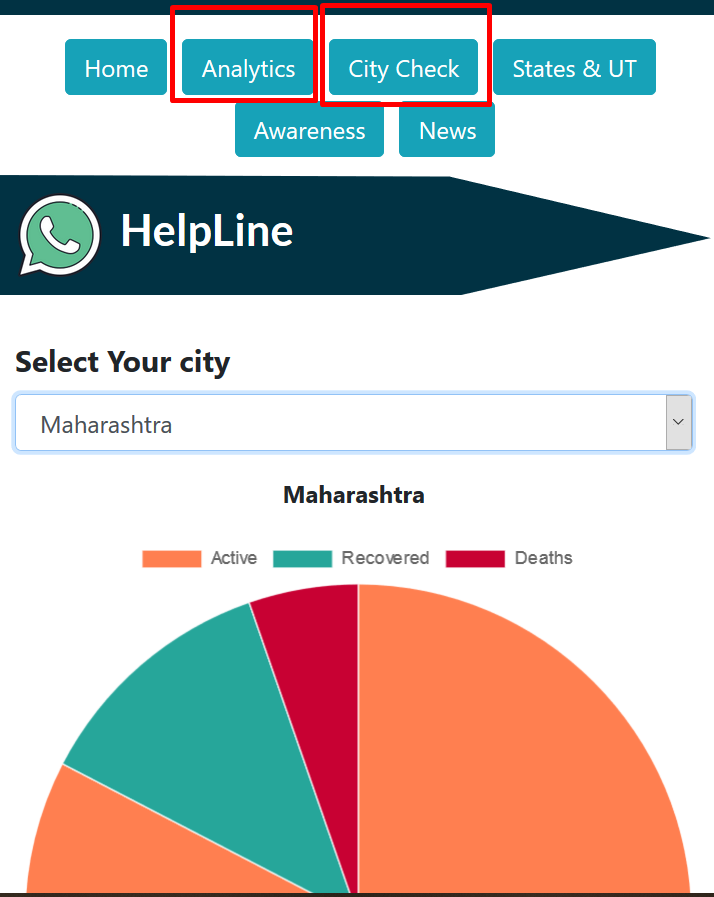 Home Analytics City Check States & UT
Awareness News
HelpLine
Select Your city
Maharashtra
Maharashtra
Active Recovered Deaths